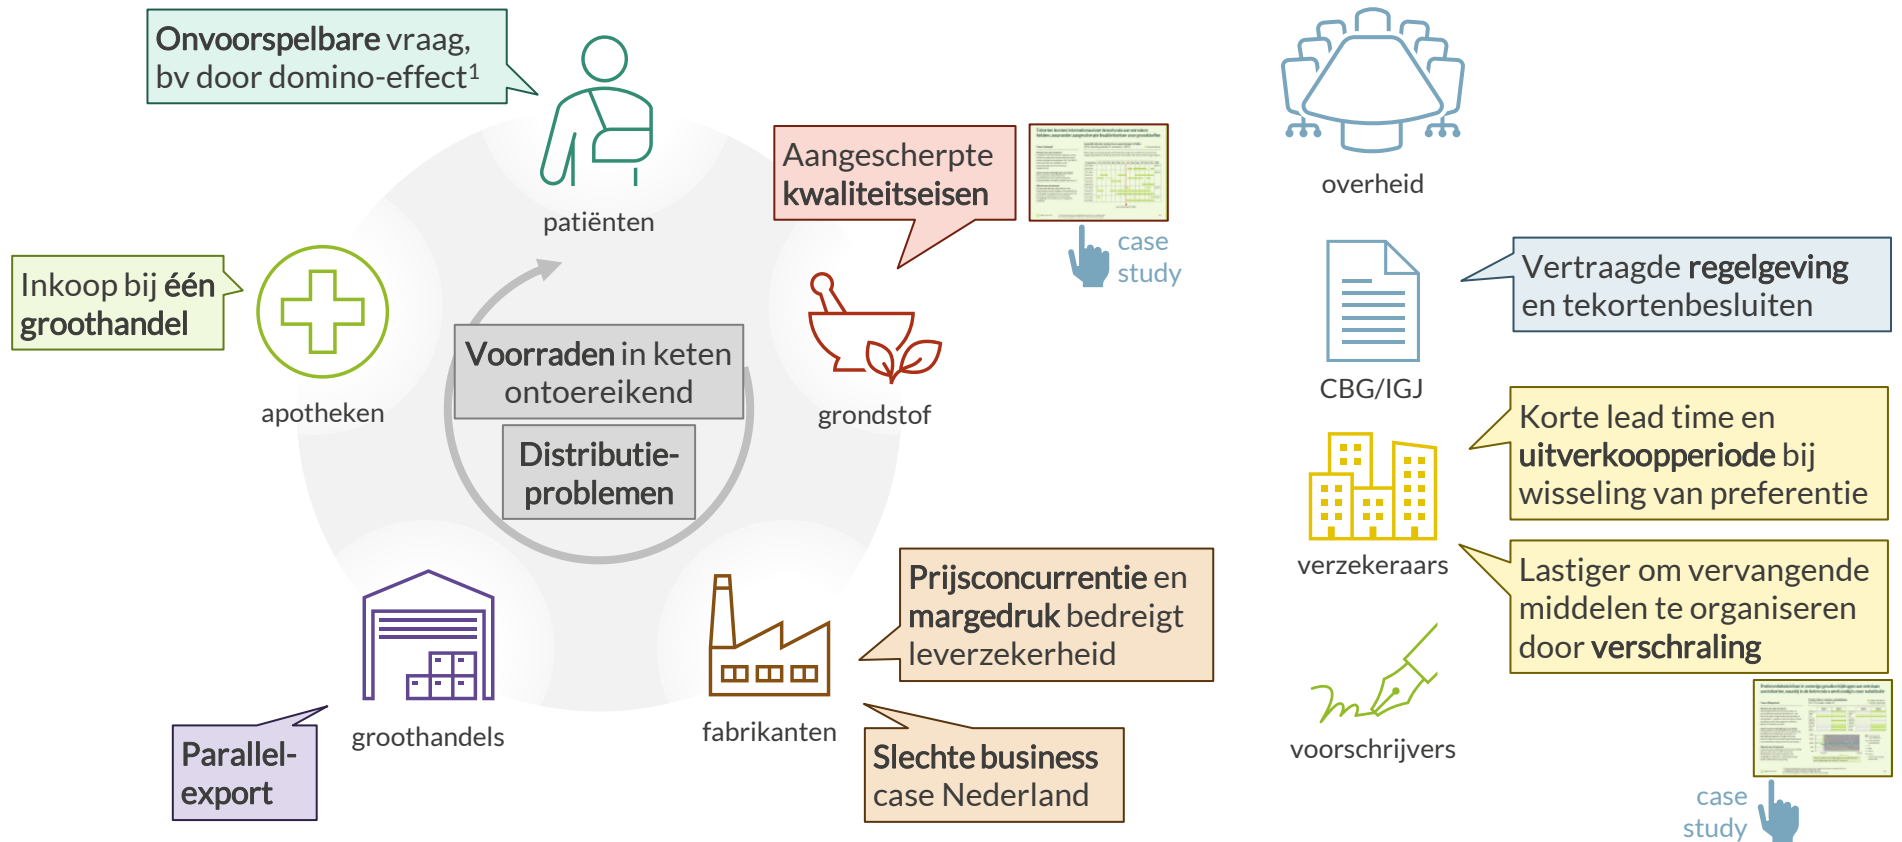 Onvoorspelbare vraag,
bv door domino-effect¹
patiënten
Aangescherpte
kwaliteitseisen
case
study
Inkoop bij één
groothandel
apotheken
Voorraden in keten
ontoereikend
Distributie-
problemen
grondstof
Parallel-
export
groothandels
fabrikanten
Prijsconcurrentie en
margedruk bedreigt
leverzekerheid
Slechte business
case Nederland
overheid
CBG/IGJ
Vertraagde regelgeving
en tekortenbesluiten
verzekeraars
Korte lead time en
uitverkoopperiode bij
wisseling van preferentie
Lastiger om vervangende
middelen te organiseren
door verschraling
voorschrijvers
case
study